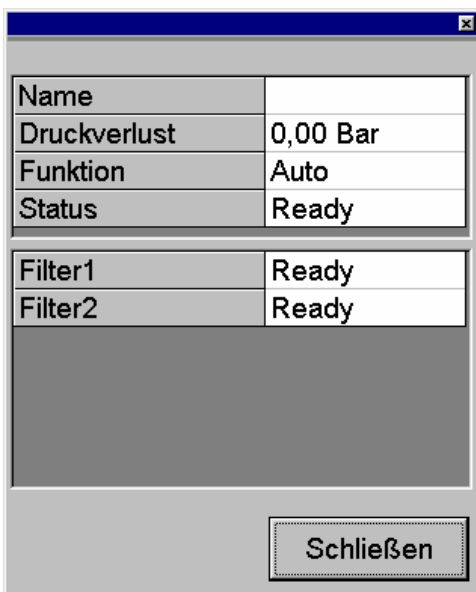 Name
Druckverlust 0,00 Bar
Funktion Auto
Status Ready
Filter1 Ready
Filter2 Ready
Schließen